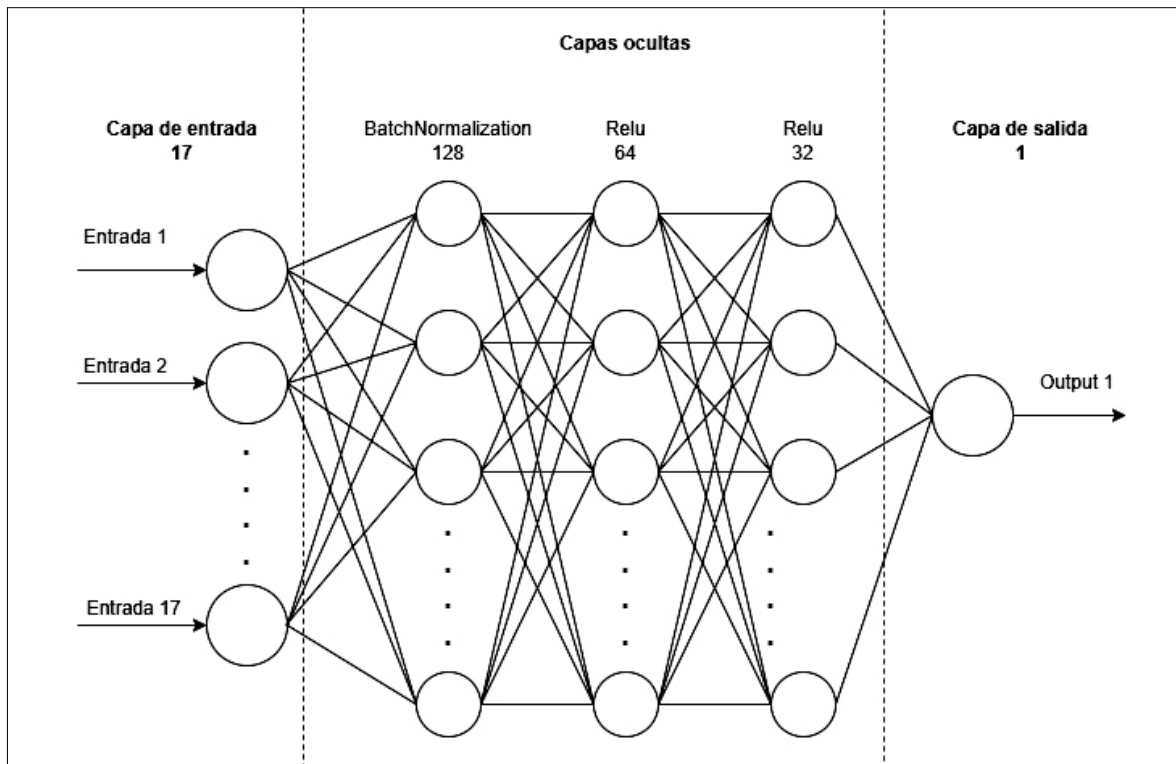 Capas ocultas
Capa de entrada
17
BatchNormalization
128
Relu
64
Relu
32
Capa de salida
1
Entrada 1
Entrada 2
Entrada 17
Output 1